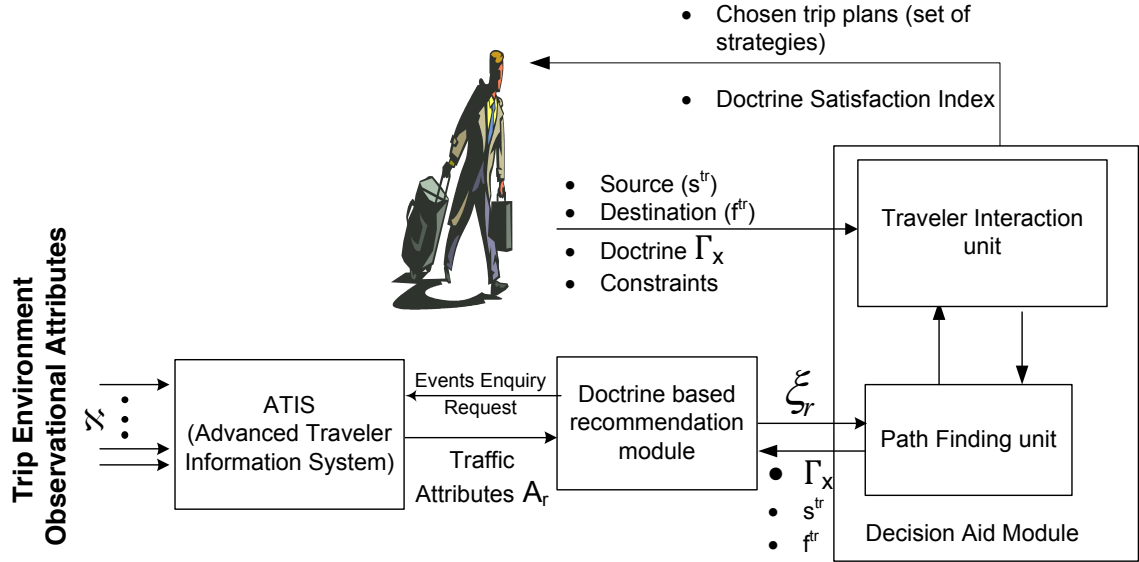 • Chosen trip plans (set of
strategies)
• Doctrine Satisfaction Index
• Source (s^tr)
• Destination (f^tr)
• Doctrine Γx
• Constraints
Traveler Interaction
unit
Trip Environment
Observational Attributes
ATIS
(Advanced Traveler
Information System)
Events Enquiry
Request
Traffic
Attributes Ar
Doctrine based
recommendation
module
ξr
Path Finding unit
• Γx
• s^tr
• f^tr
Decision Aid Module